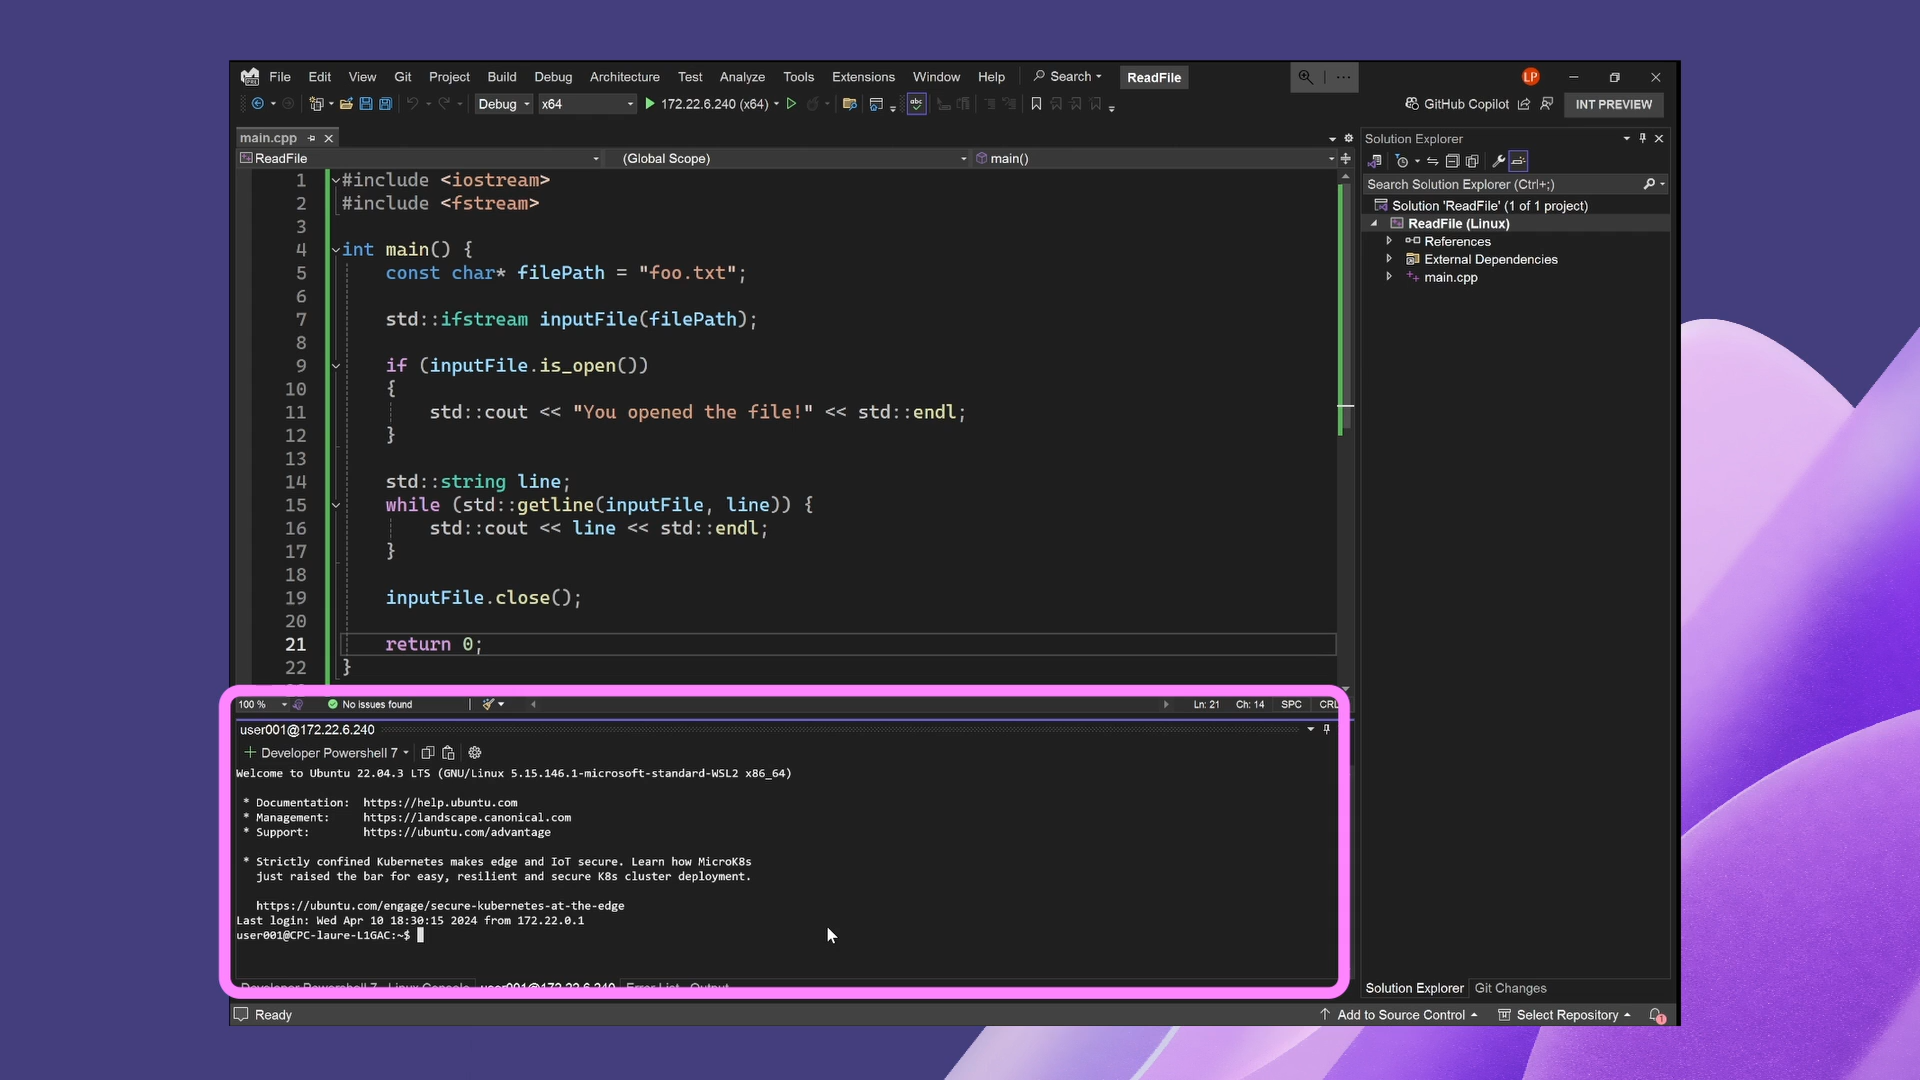 File Edit View Git Project Build Debug Architecture Test Analyze Tools Extensions Window Help Search ReadFile LP
Debug x64 172.22.6.240 (x64) GitHub Copilot INT PREVIEW
main.cpp
ReadFile (Global Scope) main()
1 #include <iostream>
2 #include <fstream>
3
4 int main() {
5 const char* filePath = "foo.txt";
6
7 std::ifstream inputFile(filePath);
8
9 if (inputFile.is_open())
10 {
11 std::cout << "You opened the file!" << std::endl;
12 }
13
14 std::string line;
15 while (std::getline(inputFile, line)) {
16 std::cout << line << std::endl;
17 }
18
19 inputFile.close();
20
21 return 0;
22 }
100 % No issues found Ln: 21 Ch: 14 SPC CRL
user001@172.22.6.240
Developer Powershell 7
Welcome to Ubuntu 22.04.3 LTS (GNU/Linux 5.15.146.1-microsoft-standard-WSL2 x86_64)
* Documentation: https://help.ubuntu.com
* Management: https://landscape.canonical.com
* Support: https://ubuntu.com/advantage
* Strictly confined Kubernetes makes edge and IoT secure. Learn how MicroK8s
just raised the bar for easy, resilient and secure K8s cluster deployment.
https://ubuntu.com/engage/secure-kubernetes-at-the-edge
Last login: Wed Apr 10 18:30:15 2024 from 172.22.0.1
user001@CPC-laure-L1GAC:~$
Developer Powershell 7 Linux Console user001@172.22.6.240 Error List Output
Solution Explorer
Search Solution Explorer (Ctrl+;)
Solution 'ReadFile' (1 of 1 project)
ReadFile (Linux)
References
External Dependencies
main.cpp
Solution Explorer Git Changes
Ready Add to Source Control Select Repository 1